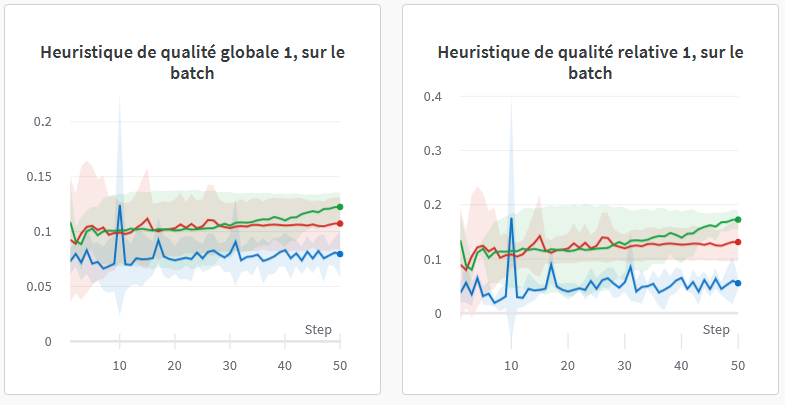 Heuristique de qualité globale 1, sur le
batch
0.2
0.15
0.1
0.05
0
Step
10 20 30 40 50
Heuristique de qualité relative 1, sur le
batch
0.4
0.3
0.2
0.1
0
Step
10 20 30 40 50